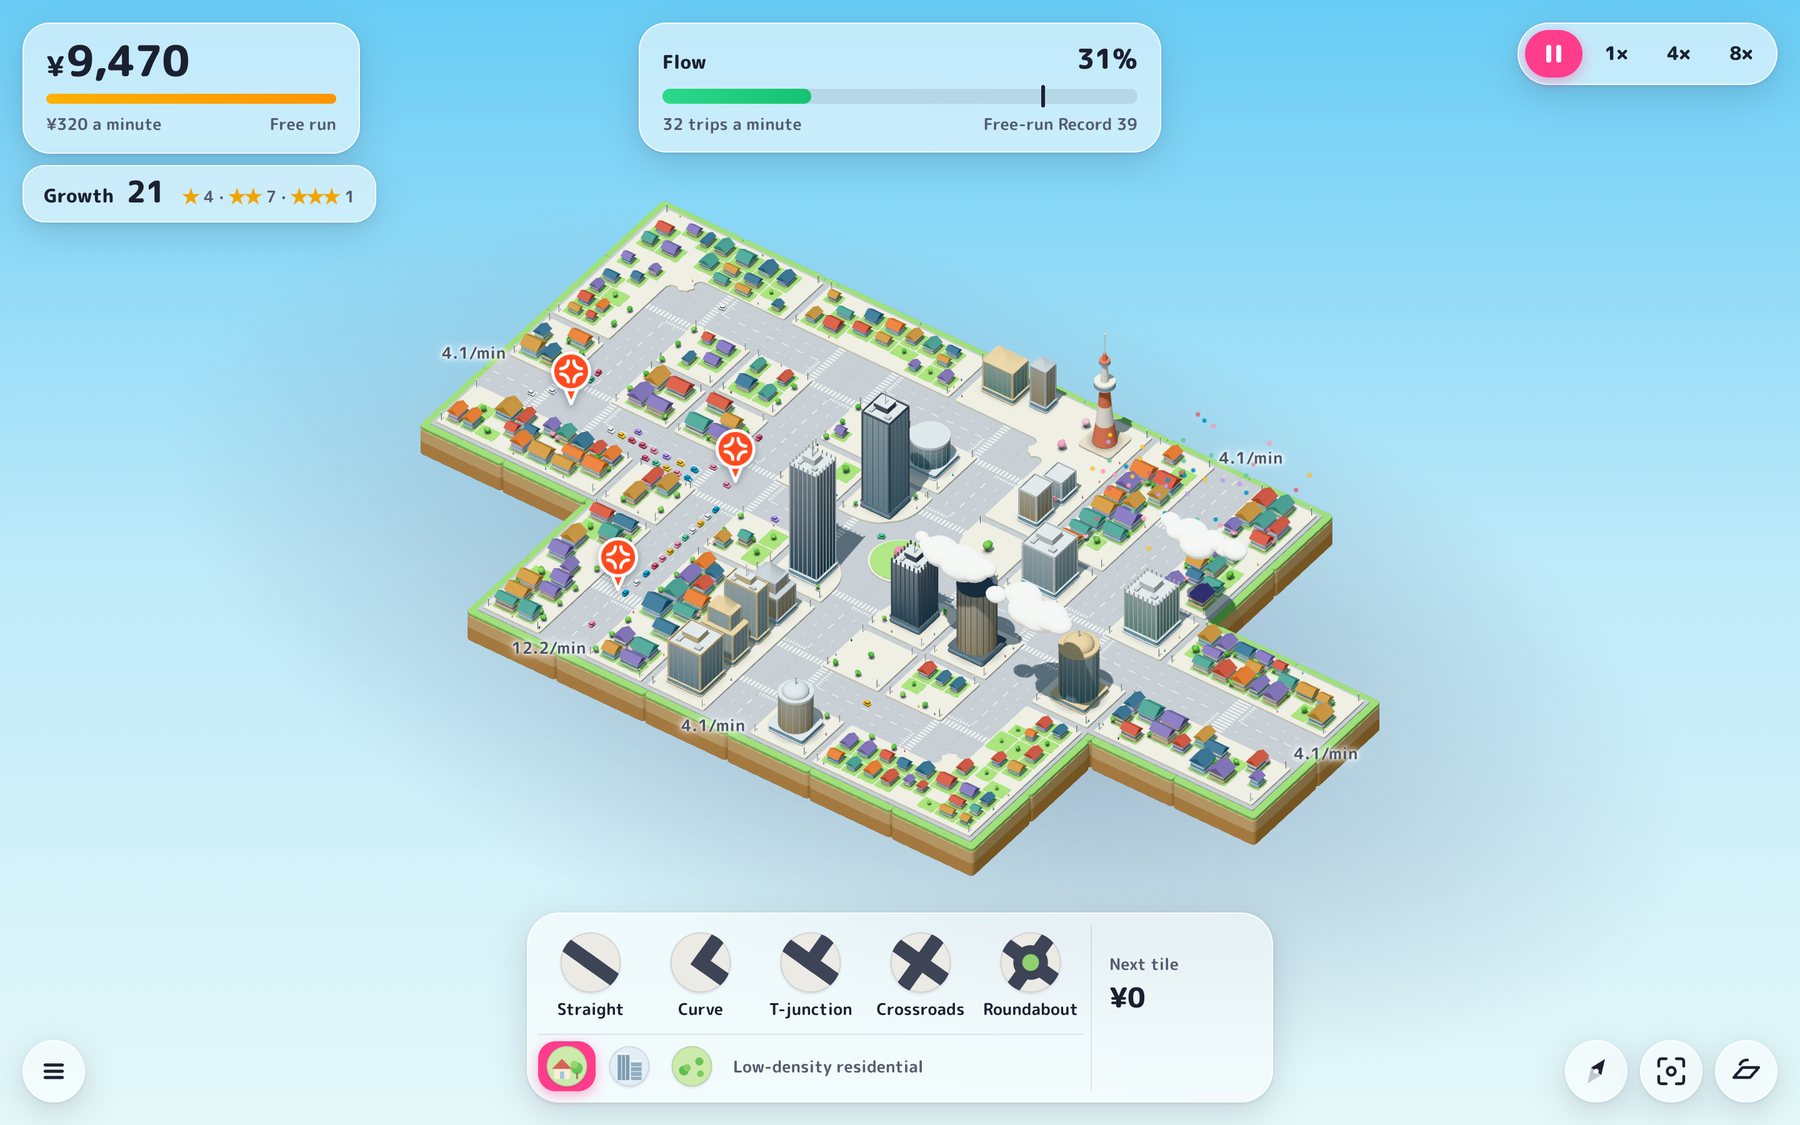 ¥9,470
¥320 a minute Free run
Growth 21 ★ 4 · ★★ 7 · ★★★ 1
Flow 31%
32 trips a minute Free-run Record 39
1× 4× 8×
4.1/min
4.1/min
12.2/min
4.1/min
4.1/min
Straight Curve T-junction Crossroads Roundabout
Low-density residential
Next tile
¥0